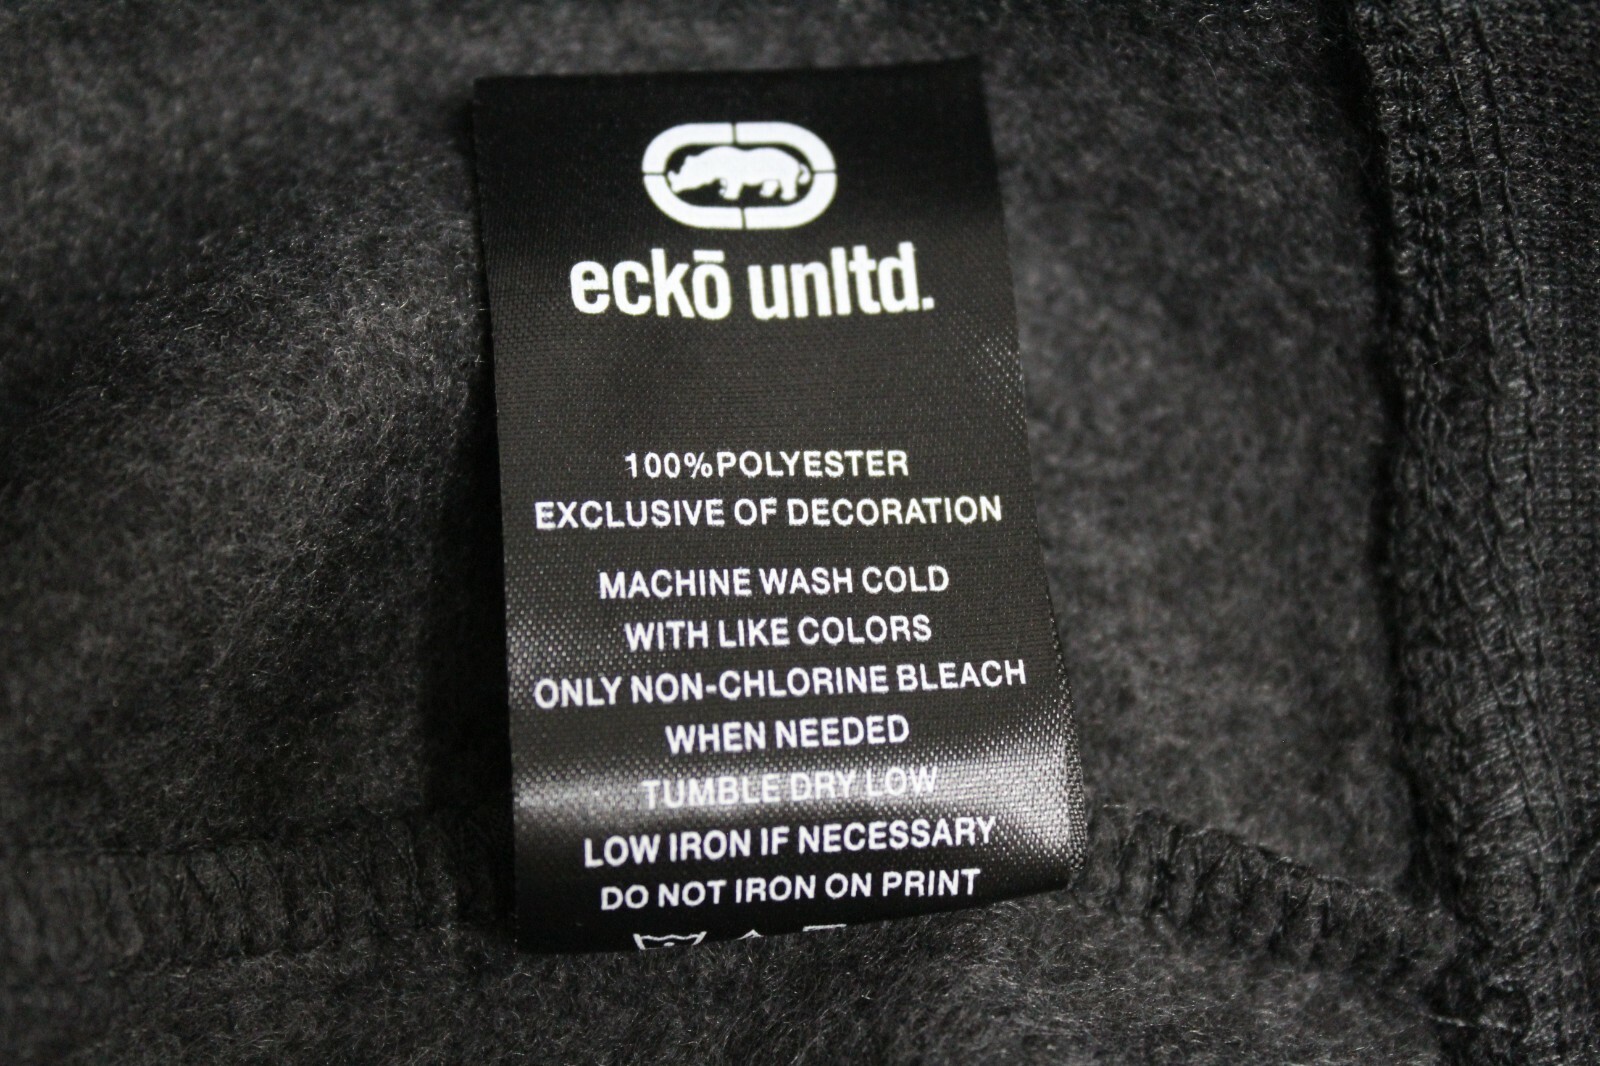 eckō unltd.
100%POLYESTER
EXCLUSIVE OF DECORATION
MACHINE WASH COLD
WITH LIKE COLORS
ONLY NON-CHLORINE BLEACH
WHEN NEEDED
TUMBLE DRY LOW
LOW IRON IF NECESSARY
DO NOT IRON ON PRINT